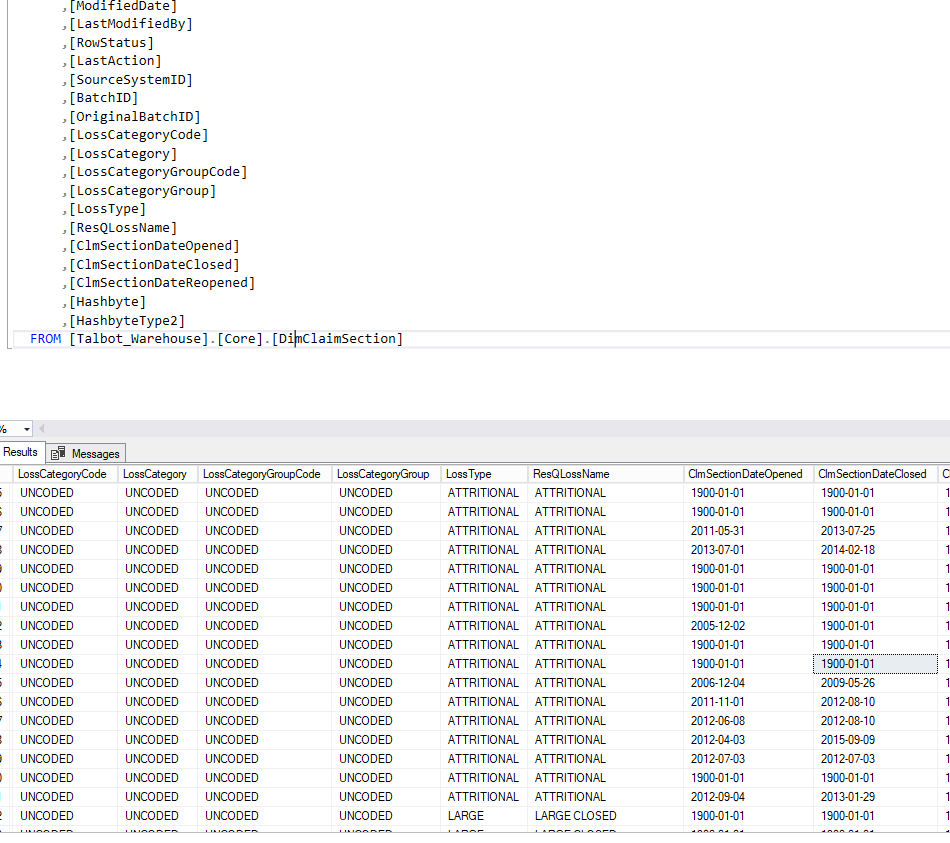 ,[ModifiedDate]
,[LastModifiedBy]
,[RowStatus]
,[LastAction]
,[SourceSystemID]
,[BatchID]
,[OriginalBatchID]
,[LossCategoryCode]
,[LossCategory]
,[LossCategoryGroupCode]
,[LossCategoryGroup]
,[LossType]
,[ResQLossName]
,[ClmSectionDateOpened]
,[ClmSectionDateClosed]
,[ClmSectionDateReopened]
,[Hashbyte]
,[HashbyteType2]
FROM [Talbot_Warehouse].[Core].[DimClaimSection]
%
Results Messages
LossCategoryCode LossCategory LossCategoryGroupCode LossCategoryGroup LossType ResQLossName ClmSectionDateOpened ClmSectionDateClosed
UNCODED UNCODED UNCODED UNCODED ATTRITIONAL ATTRITIONAL 1900-01-01 1900-01-01
UNCODED UNCODED UNCODED UNCODED ATTRITIONAL ATTRITIONAL 1900-01-01 1900-01-01
UNCODED UNCODED UNCODED UNCODED ATTRITIONAL ATTRITIONAL 2011-05-31 2013-07-25
UNCODED UNCODED UNCODED UNCODED ATTRITIONAL ATTRITIONAL 2013-07-01 2014-02-18
UNCODED UNCODED UNCODED UNCODED ATTRITIONAL ATTRITIONAL 1900-01-01 1900-01-01
UNCODED UNCODED UNCODED UNCODED ATTRITIONAL ATTRITIONAL 1900-01-01 1900-01-01
UNCODED UNCODED UNCODED UNCODED ATTRITIONAL ATTRITIONAL 1900-01-01 1900-01-01
UNCODED UNCODED UNCODED UNCODED ATTRITIONAL ATTRITIONAL 2005-12-02 1900-01-01
UNCODED UNCODED UNCODED UNCODED ATTRITIONAL ATTRITIONAL 1900-01-01 1900-01-01
UNCODED UNCODED UNCODED UNCODED ATTRITIONAL ATTRITIONAL 1900-01-01 1900-01-01
UNCODED UNCODED UNCODED UNCODED ATTRITIONAL ATTRITIONAL 2006-12-04 2009-05-26
UNCODED UNCODED UNCODED UNCODED ATTRITIONAL ATTRITIONAL 2011-11-01 2012-08-10
UNCODED UNCODED UNCODED UNCODED ATTRITIONAL ATTRITIONAL 2012-06-08 2012-08-10
UNCODED UNCODED UNCODED UNCODED ATTRITIONAL ATTRITIONAL 2012-04-03 2015-09-09
UNCODED UNCODED UNCODED UNCODED ATTRITIONAL ATTRITIONAL 2012-07-03 2012-07-03
UNCODED UNCODED UNCODED UNCODED ATTRITIONAL ATTRITIONAL 1900-01-01 1900-01-01
UNCODED UNCODED UNCODED UNCODED ATTRITIONAL ATTRITIONAL 2012-09-04 2013-01-29
UNCODED UNCODED UNCODED UNCODED LARGE LARGE CLOSED 1900-01-01 1900-01-01